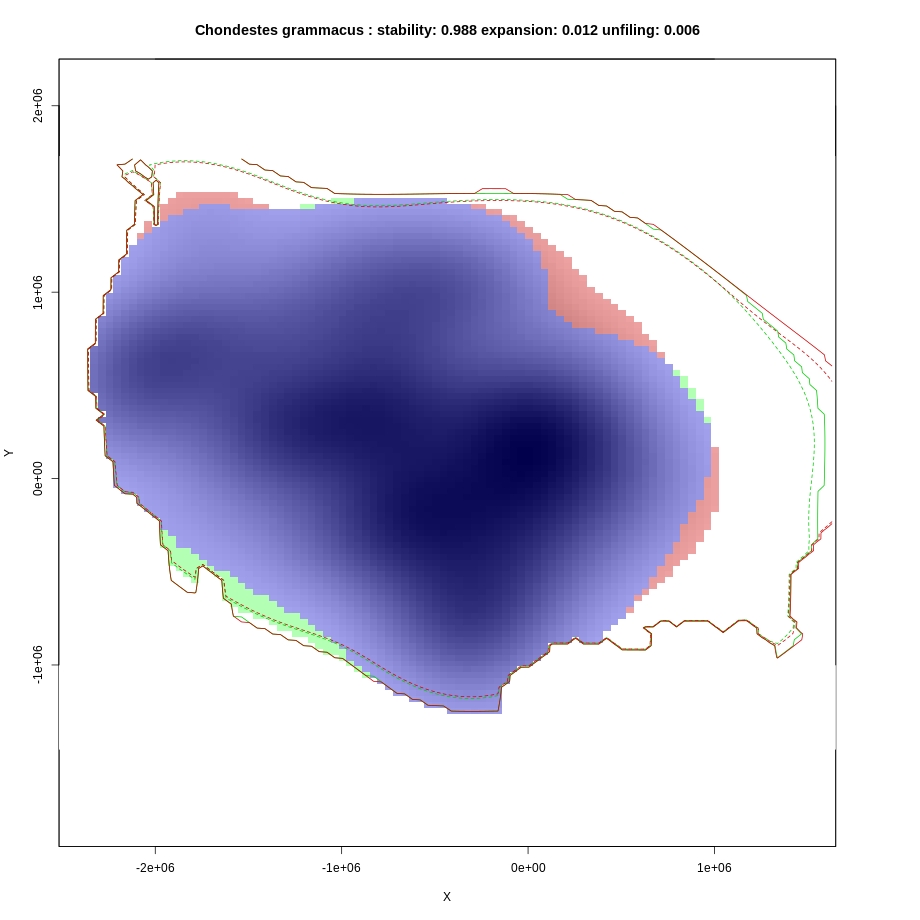 Chondestes grammacus : stability: 0.988 expansion: 0.012 unfiling: 0.006
2e+06
1e+06
0e+00
-1e+06
Y
-2e+06 -1e+06 0e+00 1e+06
X